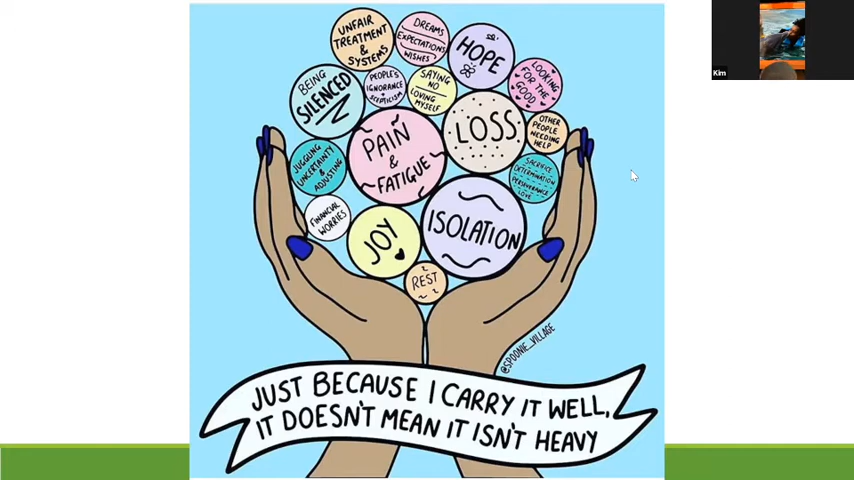 UNFAIR
TREATMENT
&
SYSTEMS
DREAMS
EXPECTATIONS
WISHES
HOPE
LOOKING
FOR THE
GOOD
BEING
SILENCED
PEOPLE'S
IGNORANCE
+
SCEPTICISM
SAYING
NO
LOVING
MYSELF
PAIN
&
FATIGUE
LOSS
OTHER
PEOPLE
NEEDING
HELP
JUGGLING
UNCERTAINTY
&
ADJUSTING
SACRIFICE
DETERMINATION
PERSEVERANCE
LOVE
FINANCIAL
WORRIES
JOY
ISOLATION
REST
@SPOONIE_VILLAGE
JUST BECAUSE I CARRY IT WELL,
IT DOESN'T MEAN IT ISN'T HEAVY
Kim